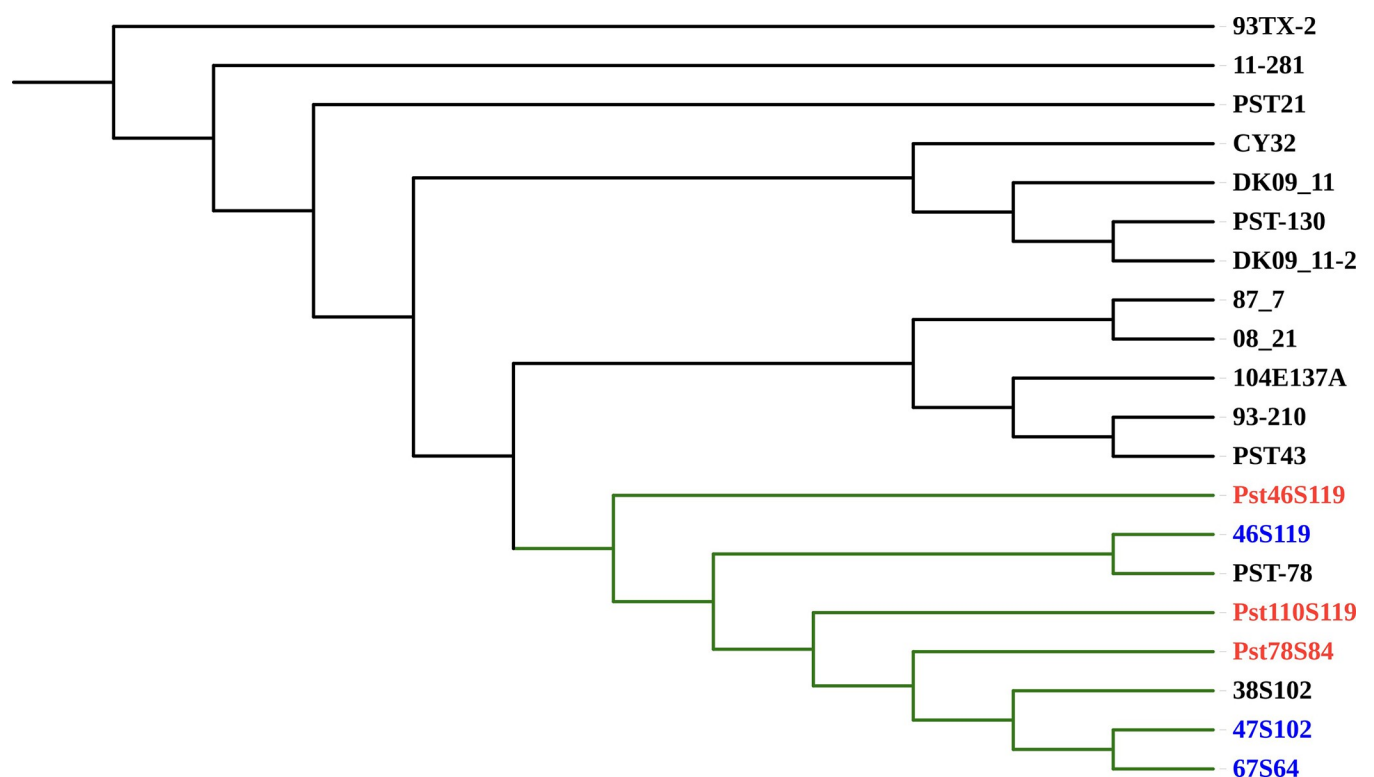 93TX-2
11-281
PST21
CY32
DK09_11
PST-130
DK09_11-2
87_7
08_21
104E137A
93-210
PST43
Pst46S119
46S119
PST-78
Pst110S119
Pst78S84
38S102
47S102
67S64